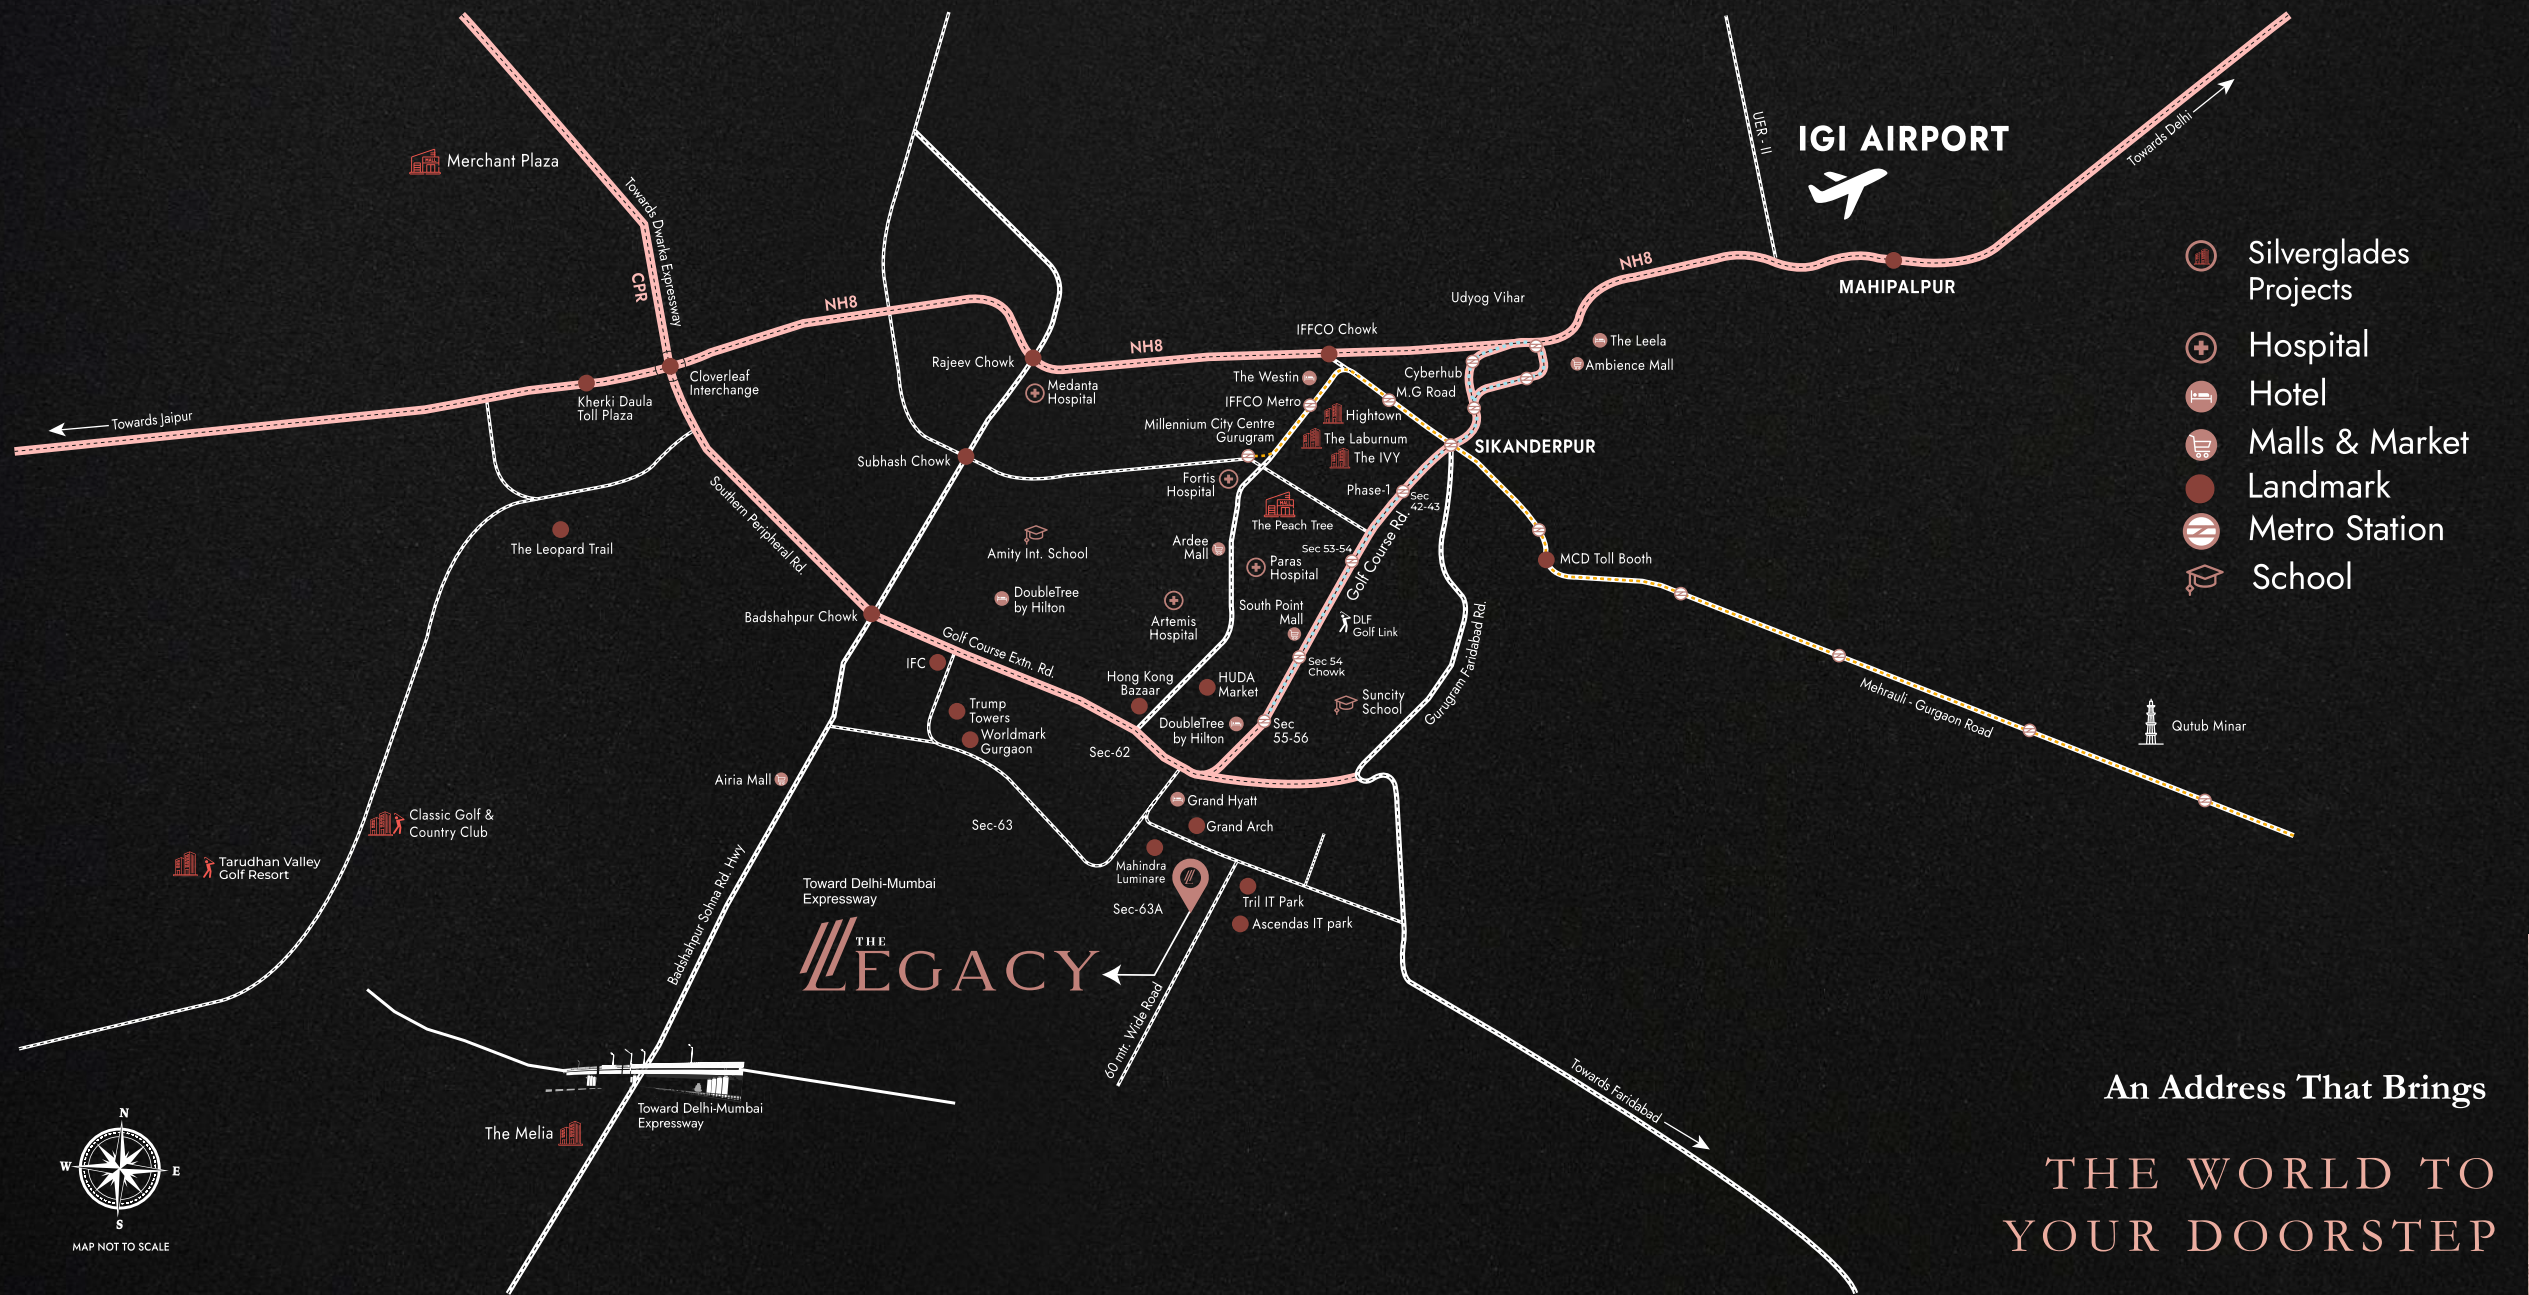 Merchant Plaza
Towards Dwarka Expressway
CPR
UER - II
IGI AIRPORT
Towards Delhi
NH8
MAHIPALPUR
NH8
NH8
Udyog Vihar
IFFCO Chowk
Rajeev Chowk
The Leela
Ambience Mall
Cloverleaf
Interchange
Kherki Daula
Toll Plaza
Towards Jaipur
Medanta
Hospital
The Westin
Cyberhub
M.G Road
IFFCO Metro
Hightown
Millennium City Centre
Gurugram
The Laburnum
The IVY
SIKANDERPUR
Subhash Chowk
Fortis
Hospital
Phase-1
Sec
42-43
Southern Peripheral Rd.
The Peach Tree
Golf Course Rd.
The Leopard Trail
Amity Int. School
Ardee
Mall
Sec 53-54
Paras
Hospital
MCD Toll Booth
DoubleTree
by Hilton
Artemis
Hospital
South Point
Mall
DLF
Golf Link
Gurugram Faridabad Rd.
Badshahpur Chowk
Golf Course Extn. Rd.
IFC
Sec 54
Chowk
Hong Kong
Bazaar
HUDA
Market
Suncity
School
Mehrauli - Gurgaon Road
Qutub Minar
Trump
Towers
Worldmark
Gurgaon
DoubleTree
by Hilton
Sec
55-56
Sec-62
Airia Mall
Grand Hyatt
Grand Arch
Sec-63
Classic Golf &
Country Club
Tarudhan Valley
Golf Resort
Badshahpur Sohna Rd. Hwy
Mahindra
Luminare
Sec-63A
Tril IT Park
Ascendas IT park
Toward Delhi-Mumbai
Expressway
THE
LEGACY
60 mtr. Wide Road
Toward Delhi-Mumbai
Expressway
The Melia
Towards Faridabad
Silverglades
Projects
Hospital
Hotel
Malls & Market
Landmark
Metro Station
School
N
W
E
S
MAP NOT TO SCALE
An Address That Brings
THE WORLD TO
YOUR DOORSTEP